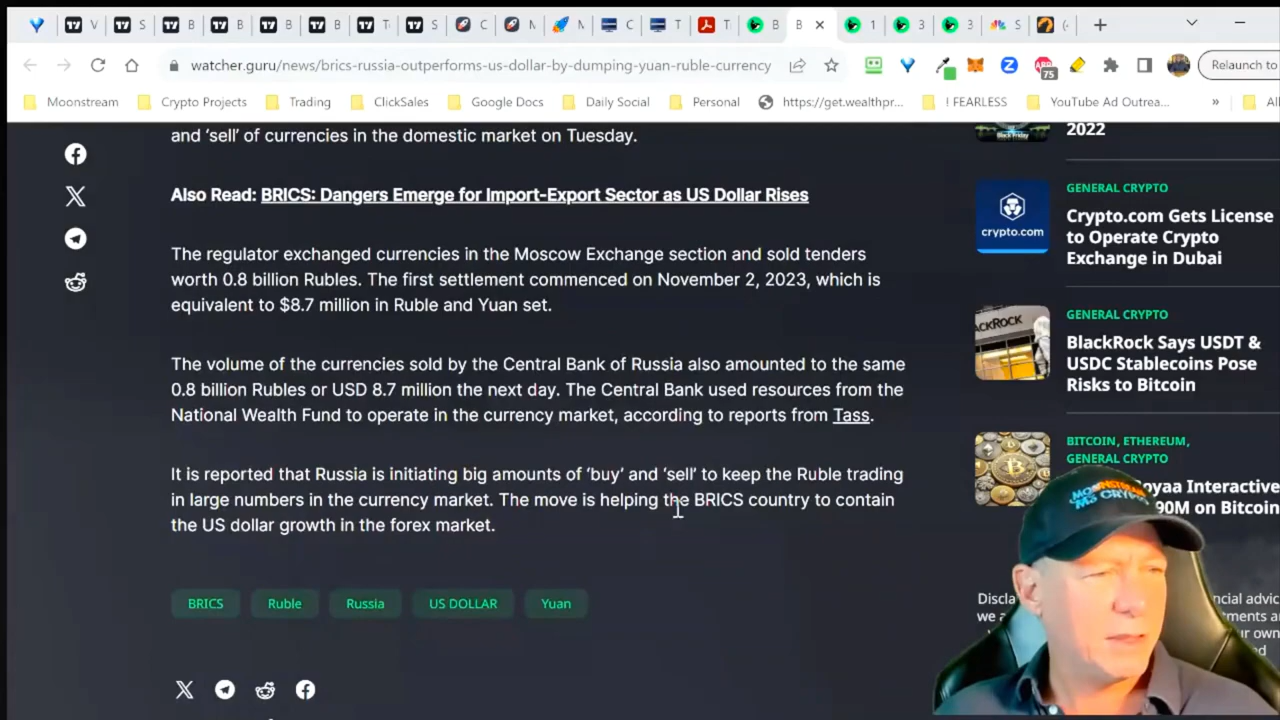 V
S
B
B
B
B
T
S
C
M
M
C
T
T
B
B
1
3
3
S
(
watcher.guru/news/brics-russia-outperforms-us-dollar-by-dumping-yuan-ruble-currency
75
Relaunch to
Moonstream
Crypto Projects
Trading
ClickSales
Google Docs
Daily Social
Personal
https://get.wealthpr...
! FEARLESS
YouTube Ad Outrea...
»
and ‘sell’ of currencies in the domestic market on Tuesday.
Also Read: BRICS: Dangers Emerge for Import-Export Sector as US Dollar Rises
The regulator exchanged currencies in the Moscow Exchange section and sold tenders
worth 0.8 billion Rubles. The first settlement commenced on November 2, 2023, which is
equivalent to $8.7 million in Ruble and Yuan set.
The volume of the currencies sold by the Central Bank of Russia also amounted to the same
0.8 billion Rubles or USD 8.7 million the next day. The Central Bank used resources from the
National Wealth Fund to operate in the currency market, according to reports from Tass.
It is reported that Russia is initiating big amounts of ‘buy’ and ‘sell’ to keep the Ruble trading
in large numbers in the currency market. The move is helping the BRICS country to contain
the US dollar growth in the forex market.
BRICS
Ruble
Russia
US DOLLAR
Yuan
2022
GENERAL CRYPTO
Crypto.com Gets License
to Operate Crypto
Exchange in Dubai
crypto.com
GENERAL CRYPTO
BlackRock Says USDT &
USDC Stablecoins Pose
Risks to Bitcoin
BITCOIN, ETHEREUM,
GENERAL CRYPTO
oyaa Interactive
90M on Bitcoin
MOONSTREAM